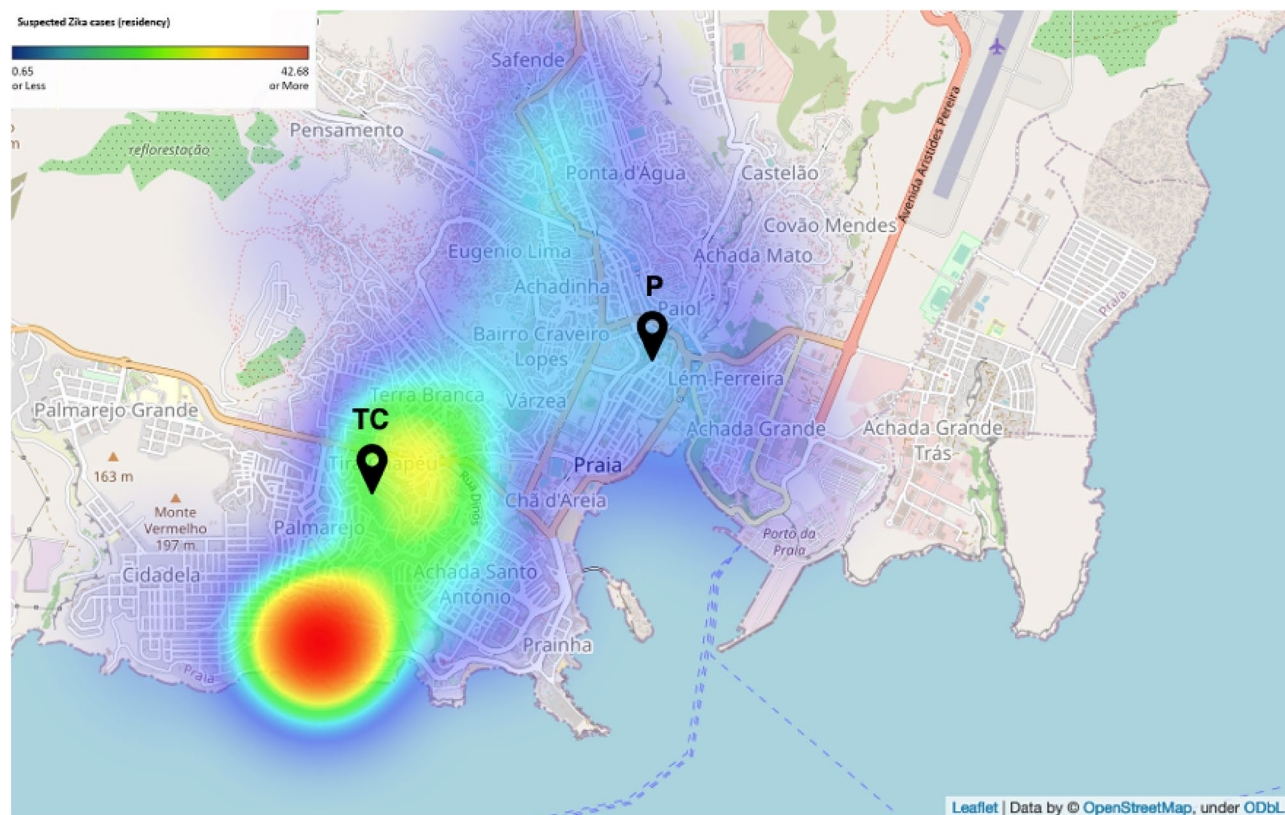 Suspected Zika cases (residency)
0.65
or Less
42.68
or More
Safende
Pensamento
reflorestação
Ponta d'Água
Castelão
Avenida Aristides Pereira
Covão Mendes
Eugénio Lima
Achada Mato
Achadinha
P
Paiol
Bairro Craveiro
Lopes
Praia
Lém-Ferreira
Terra Branca
Várzea
Palmarejo Grande
TC
Achada Grande
Achada Grande
Trás
163 m
Praia
Rua Dinos
Chã d'Areia
Monte
Vermelho
197 m
Palmarejo
Porto da
Praia
Cidadela
Achada Santo
António
Prainha
Praia
Leaflet | Data by © OpenStreetMap, under ODbL